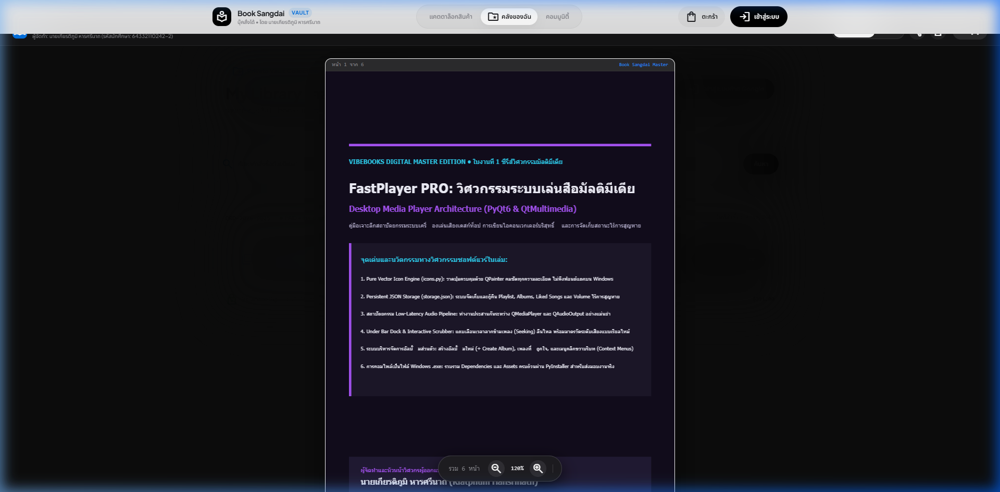 Book Sangdai VAULT
บุ๊คสั่งได้ • โดย นายเกียรติภูมิ หารศรีนาถ
แคตตาล็อกสินค้า
คลังของฉัน
คอมมูนิตี้
ตะกร้า
เข้าสู่ระบบ
ผู้จัดทำ: นายเกียรติภูมิ หารศรีนาถ (รหัสนักศึกษา: 64332110242-2)
หน้า 1 จาก 6
Book Sangdai Master
VIBEBOOKS DIGITAL MASTER EDITION • ใบงานที่ 1 ซีรีส์วิศวกรรมมัลติมีเดีย
FastPlayer PRO: วิศวกรรมระบบเล่นสื่อมัลติมีเดีย
Desktop Media Player Architecture (PyQt6 & QtMultimedia)
คู่มือเจาะลึกสถาปัตยกรรมระบบเครื่ องเล่นเสียงเดสก์ท็อป การเขียนไอคอนเวกเตอร์บริสุทธิ์ และการจัดเก็บสถานะไร้การสูญหาย
จุดเด่นและนวัตกรรมทางวิศวกรรมซอฟต์แวร์ในเล่ม:
1. Pure Vector Icon Engine (icons.py): วาดปุ่มควบคุมด้วย QPainter คมชัดทุกความละเอียด ไม่พึ่งฟอนต์แตกบน Windows
2. Persistent JSON Storage (storage.json): ระบบจัดเก็บและกู้คืน Playlist, Albums, Liked Songs และ Volume ไร้การสูญหาย
3. สถาปัตยกรรม Low-Latency Audio Pipeline: ทำงานประสานกันระหว่าง QMediaPlayer และ QAudioOutput อย่างแม่นยำ
4. Under Bar Dock & Interactive Scrubber: แถบเลื่อนเวลาลากข้ามเพลง (Seeking) ลื่นไหล พร้อมมาตรวัดระดับเสียงแบบเรียลไทม์
5. ระบบบริหารจัดการอัลบั้ มส่วนตัว: สร้างอัลบั้ มใหม่ (+ Create Album), เพลงที่ ถูกใจ, และเมนูคลิกขวาบริบท (Context Menus)
6. การคอมไพล์เป็นไฟล์ Windows .exe: รวบรวม Dependencies และ Assets ครบถ้วนผ่าน PyInstaller สำหรับส่งมอบงานจริง
รวม 6 หน้า
120%
ผู้จัดทำและหัวหน้าวิศวกรผู้ออกแบ
นายเกียรติภูมิ หารศรีนาถ (Kiatphum Hansrinath)